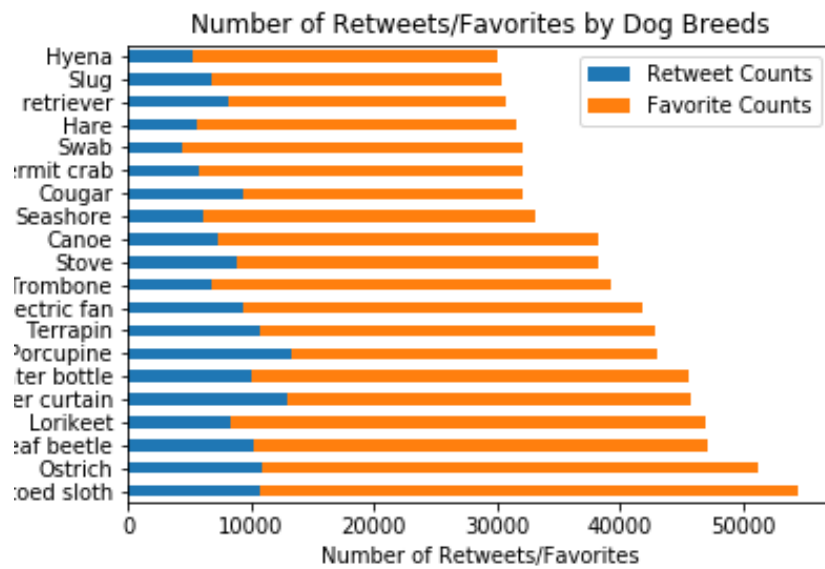 Number of Retweets/Favorites by Dog Breeds
Retweet Counts
Favorite Counts
Hyena
Slug
retriever
Hare
Swab
ermit crab
Cougar
Seashore
Canoe
Stove
Trombone
ectric fan
Terrapin
Porcupine
ter bottle
er curtain
Lorikeet
eaf beetle
Ostrich
toed sloth
0 10000 20000 30000 40000 50000
Number of Retweets/Favorites